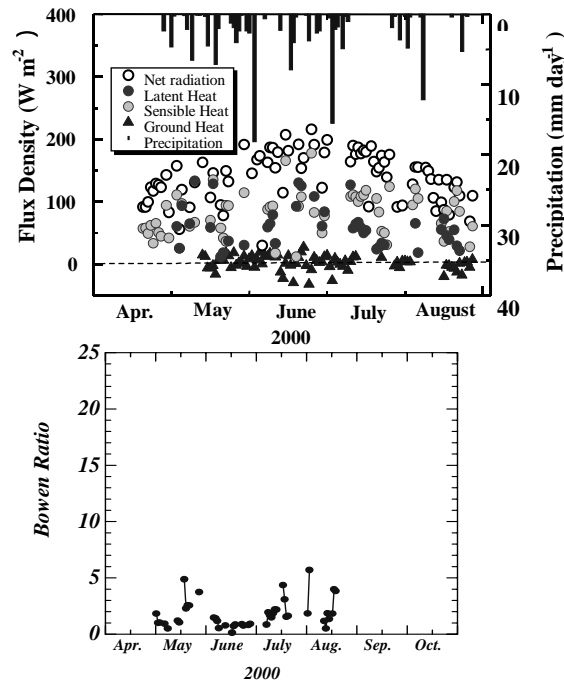 400
300
200
100
0
Flux Density (W m-2)
Net radiation
Latent Heat
Sensible Heat
Ground Heat
Precipitation
0
10
20
30
40
Precipitation (mm day-1)
Apr. May June July August
2000
25
20
15
10
5
0
Bowen Ratio
Apr. May June July Aug. Sep. Oct.
2000